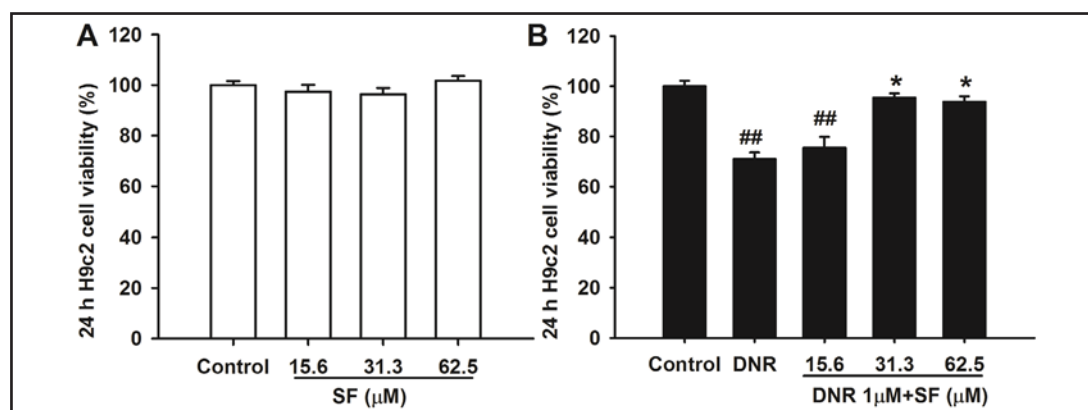 A
24 h H9c2 cell viability (%)
120
100
80
60
40
20
0
Control 15.6 31.3 62.5
SF (μM)
B
24 h H9c2 cell viability (%)
120
100
80
60
40
20
0
##
##
*
*
Control DNR 15.6 31.3 62.5
DNR 1μM+SF (μM)